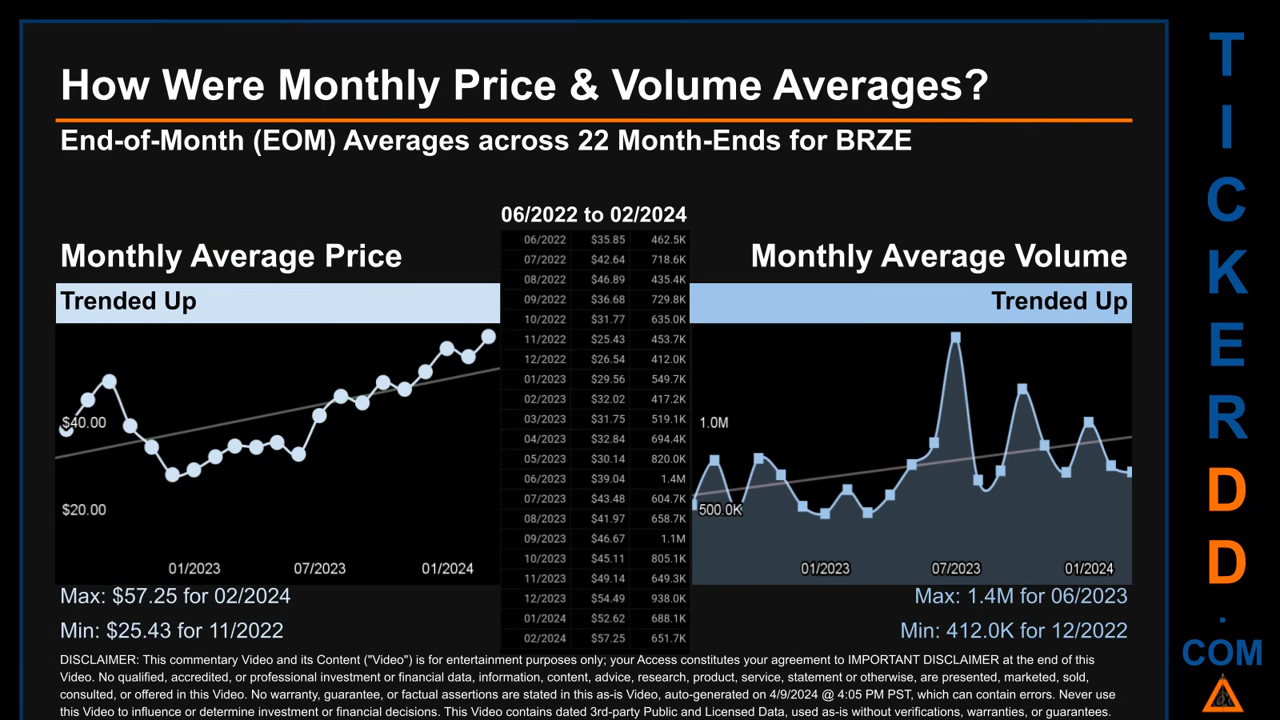 How Were Monthly Price & Volume Averages?
End-of-Month (EOM) Averages across 22 Month-Ends for BRZE
06/2022 to 02/2024
Monthly Average Price
Trended Up
$40.00
$20.00
01/2023 07/2023 01/2024
Max: $57.25 for 02/2024
Min: $25.43 for 11/2022
06/2022 $35.85 462.5K
07/2022 $42.64 718.6K
08/2022 $46.89 435.4K
09/2022 $36.68 729.8K
10/2022 $31.77 635.0K
11/2022 $25.43 453.7K
12/2022 $26.54 412.0K
01/2023 $29.56 549.7K
02/2023 $32.02 417.2K
03/2023 $31.75 519.1K
04/2023 $32.84 694.4K
05/2023 $30.14 820.0K
06/2023 $39.04 1.4M
07/2023 $43.48 604.7K
08/2023 $41.97 658.7K
09/2023 $46.67 1.1M
10/2023 $45.11 805.1K
11/2023 $49.14 649.3K
12/2023 $54.49 938.0K
01/2024 $52.62 688.1K
02/2024 $57.25 651.7K
Monthly Average Volume
Trended Up
1.0M
500.0K
01/2023 07/2023 01/2024
Max: 1.4M for 06/2023
Min: 412.0K for 12/2022
DISCLAIMER: This commentary Video and its Content ("Video") is for entertainment purposes only; your Access constitutes your agreement to IMPORTANT DISCLAIMER at the end of this
Video. No qualified, accredited, or professional investment or financial data, information, content, advice, research, product, service, statement or otherwise, are presented, marketed, sold,
consulted, or offered in this Video. No warranty, guarantee, or factual assertions are stated in this as-is Video, auto-generated on 4/9/2024 @ 4:05 PM PST, which can contain errors. Never use
this Video to influence or determine investment or financial decisions. This Video contains dated 3rd-party Public and Licensed Data, used as-is without verifications, warranties, or guarantees.
T
I
C
K
E
R
D
D
.
COM